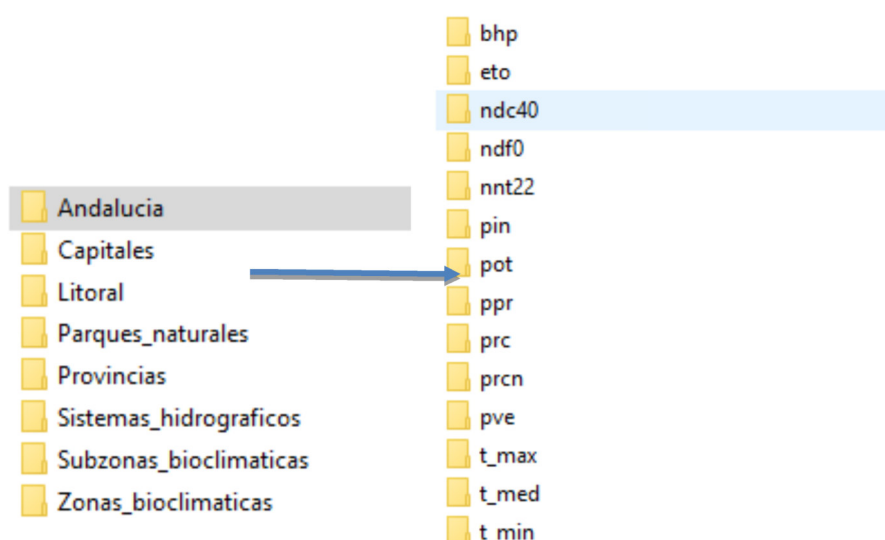 Andalucia
Capitales
Litoral
Parques_naturales
Provincias
Sistemas_hidrograficos
Subzonas_bioclimaticas
Zonas_bioclimaticas
bhp
eto
ndc40
ndf0
nnt22
pin
pot
ppr
prc
prcn
pve
t_max
t_med
t_min